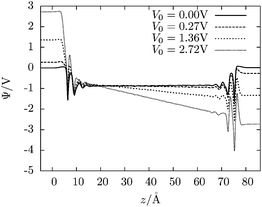 V₀ = 0.00V
V₀ = 0.27V
V₀ = 1.36V
V₀ = 2.72V
Ψ/V
3
2
1
0
-1
-2
-3
-4
-5
0 10 20 30 40 50 60 70 80
z/Å